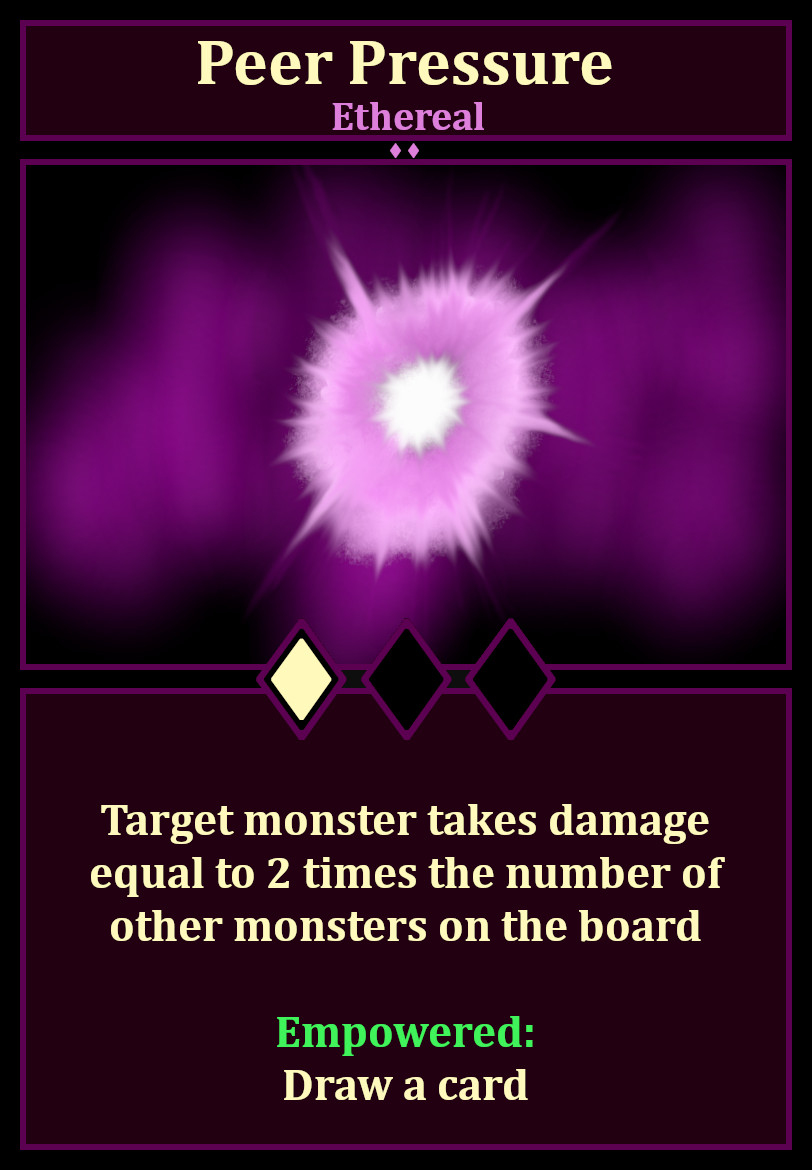 Peer Pressure
Ethereal
Target monster takes damage
equal to 2 times the number of
other monsters on the board
Empowered:
Draw a card